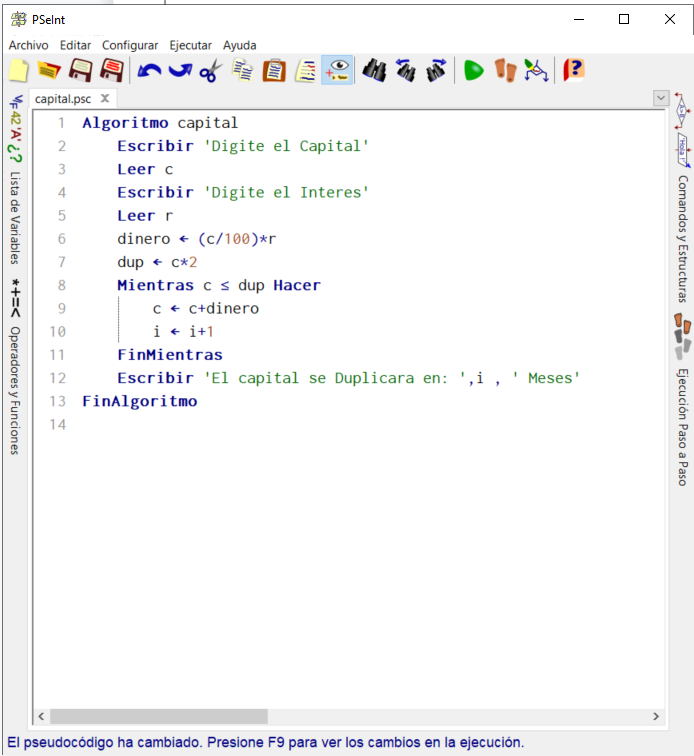 PSeInt
Archivo Editar Configurar Ejecutar Ayuda
capital.psc X
1 Algoritmo capital
2 Escribir 'Digite el Capital'
3 Leer c
4 Escribir 'Digite el Interes'
5 Leer r
6 dinero ← (c/100)*r
7 dup ← c*2
8 Mientras c ≤ dup Hacer
9 c ← c+dinero
10 i ← i+1
11 FinMientras
12 Escribir 'El capital se Duplicara en: ',i , ' Meses'
13 FinAlgoritmo
14
VF42'A'¿? Lista de Variables
*+=< Operadores y Funciones
A>B
Comandos y Estructuras
Ejecución Paso a Paso
El pseudocódigo ha cambiado. Presione F9 para ver los cambios en la ejecución.